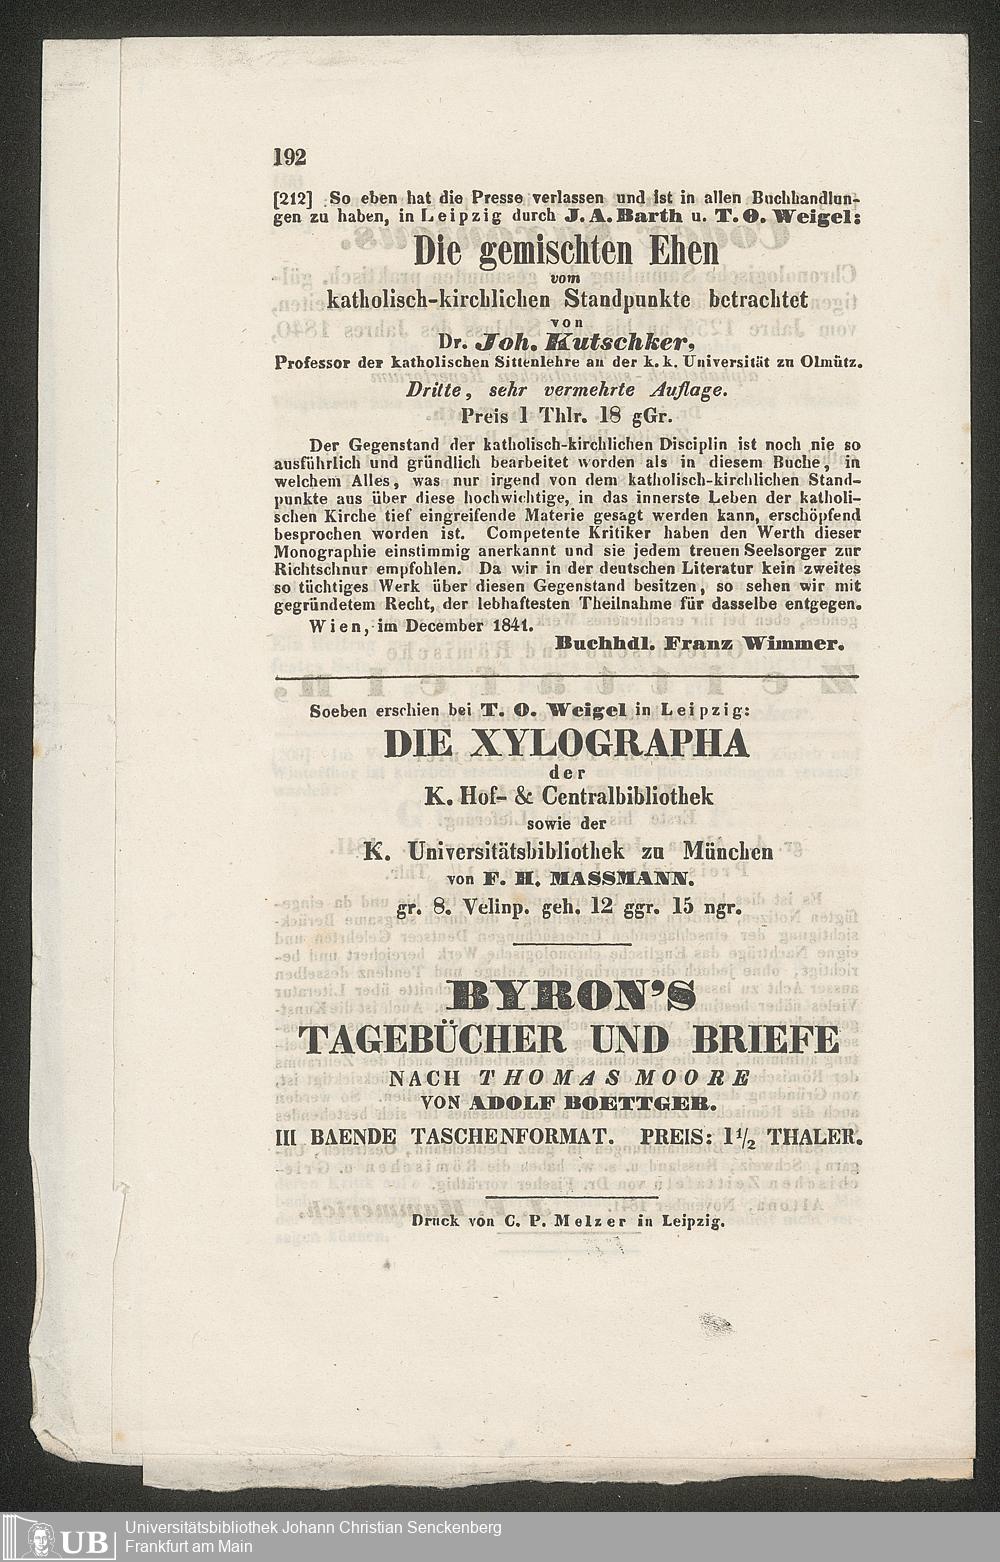 192
[212] So eben hat die Presse verlassen und ist in allen Buchhandlun-
gen zu haben, in Leipzig durch J. A. Barth u. T. O. Weigel:
Die gemischten Ehen
vom
katholisch-kirchlichen Standpunkte betrachtet
von
Dr. Joh. Kutschker,
Professor der katholischen Sittenlehre an der k. k. Universität zu Olmütz.
Dritte, sehr vermehrte Auflage.
Preis 1 Thlr. 18 gGr.
Der Gegenstand der katholisch-kirchlichen Disciplin ist noch nie so
ausführlich und gründlich bearbeitet worden als in diesem Buche, in
welchem Alles, was nur irgend von dem katholisch-kirchlichen Stand-
punkte aus über diese hochwichtige, in das innerste Leben der katholi-
schen Kirche tief eingreifende Materie gesagt werden kann, erschöpfend
besprochen worden ist. Competente Kritiker haben den Werth dieser
Monographie einstimmig anerkannt und sie jedem treuen Seelsorger zur
Richtschnur empfohlen. Da wir in der deutschen Literatur kein zweites
so tüchtiges Werk über diesen Gegenstand besitzen, so sehen wir mit
gegründetem Recht, der lebhaftesten Theilnahme für dasselbe entgegen.
Wien, im December 1841.
Buchhdl. Franz Wimmer.
Soeben erschien bei T. O. Weigel in Leipzig:
DIE XYLOGRAPHA
der
K. Hof- & Centralbibliothek
sowie der
K. Universitätsbibliothek zu München
von F. H. MASSMANN.
gr. 8. Velinp. geh. 12 ggr. 15 ngr.
BYRON'S
TAGEBÜCHER UND BRIEFE
NACH THOMAS MOORE
VON ADOLF BOETTGER.
III BAENDE TASCHENFORMAT. PREIS: 1 1/2 THALER.
Druck von C. P. Melzer in Leipzig.
UB
Universitätsbibliothek Johann Christian Senckenberg
Frankfurt am Main